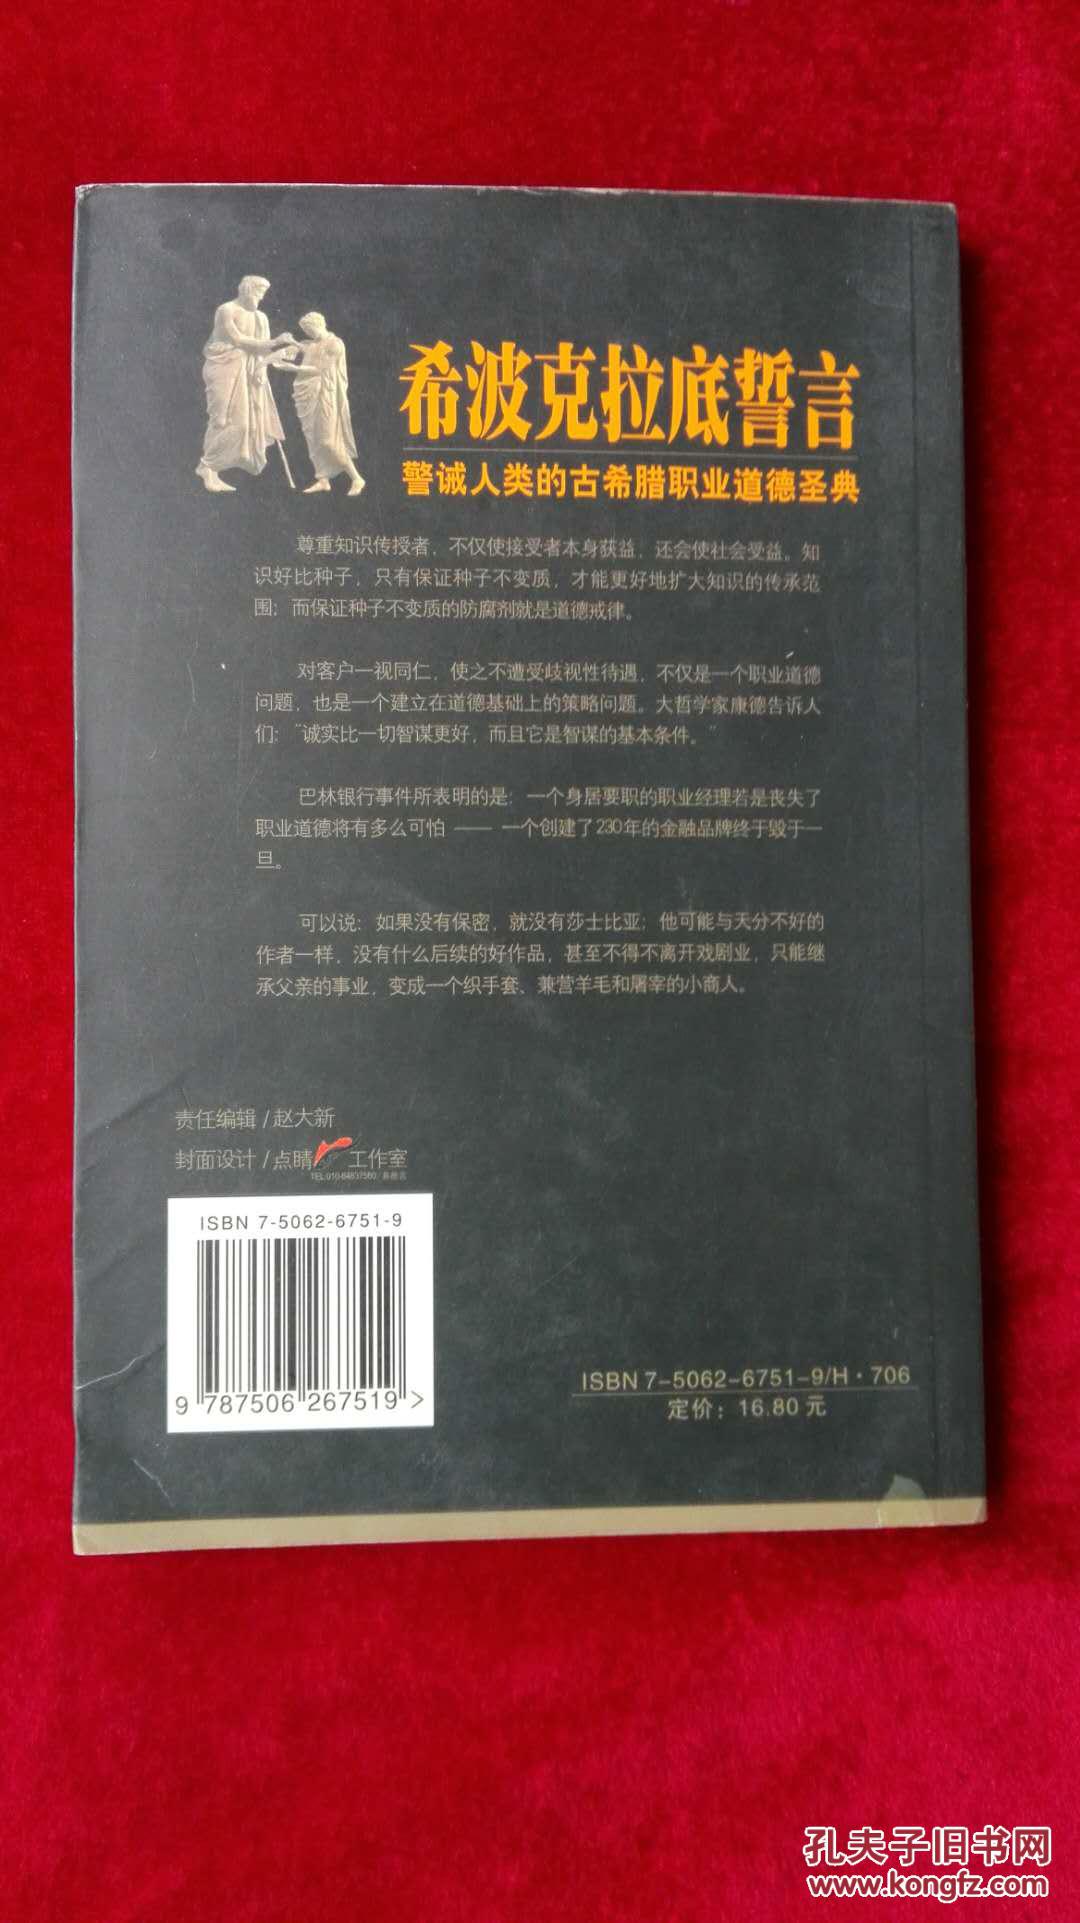 希波克拉底誓言
警诫人类的古希腊职业道德圣典
尊重知识传授者，不仅使接受者本身获益，还会使社会受益。知
识好比种子，只有保证种子不变质，才能更好地扩大知识的传承范
围；而保证种子不变质的防腐剂就是道德戒律。
对客户一视同仁，使之不遭受歧视性待遇，不仅是一个职业道德
问题，也是一个建立在道德基础上的策略问题。大哲学家康德告诉人
们：“诚实比一切智谋更好，而且它是智谋的基本条件。”
巴林银行事件所表明的是：一个身居要职的职业经理若是丧失了
职业道德将有多么可怕 —— 一个创建了230年的金融品牌终于毁于一
旦。
可以说：如果没有保密，就没有莎士比亚；他可能与天分不好的
作者一样，没有什么后续的好作品，甚至不得不离开戏剧业，只能继
承父亲的事业，变成一个织手套、兼营羊毛和屠宰的小商人。
责任编辑 / 赵大新
封面设计 / 点睛 工作室
ISBN 7-5062-6751-9
9 787506 267519 >
ISBN 7-5062-6751-9/H·706
定价：16.80 元
孔夫子旧书网
www.kongfz.com